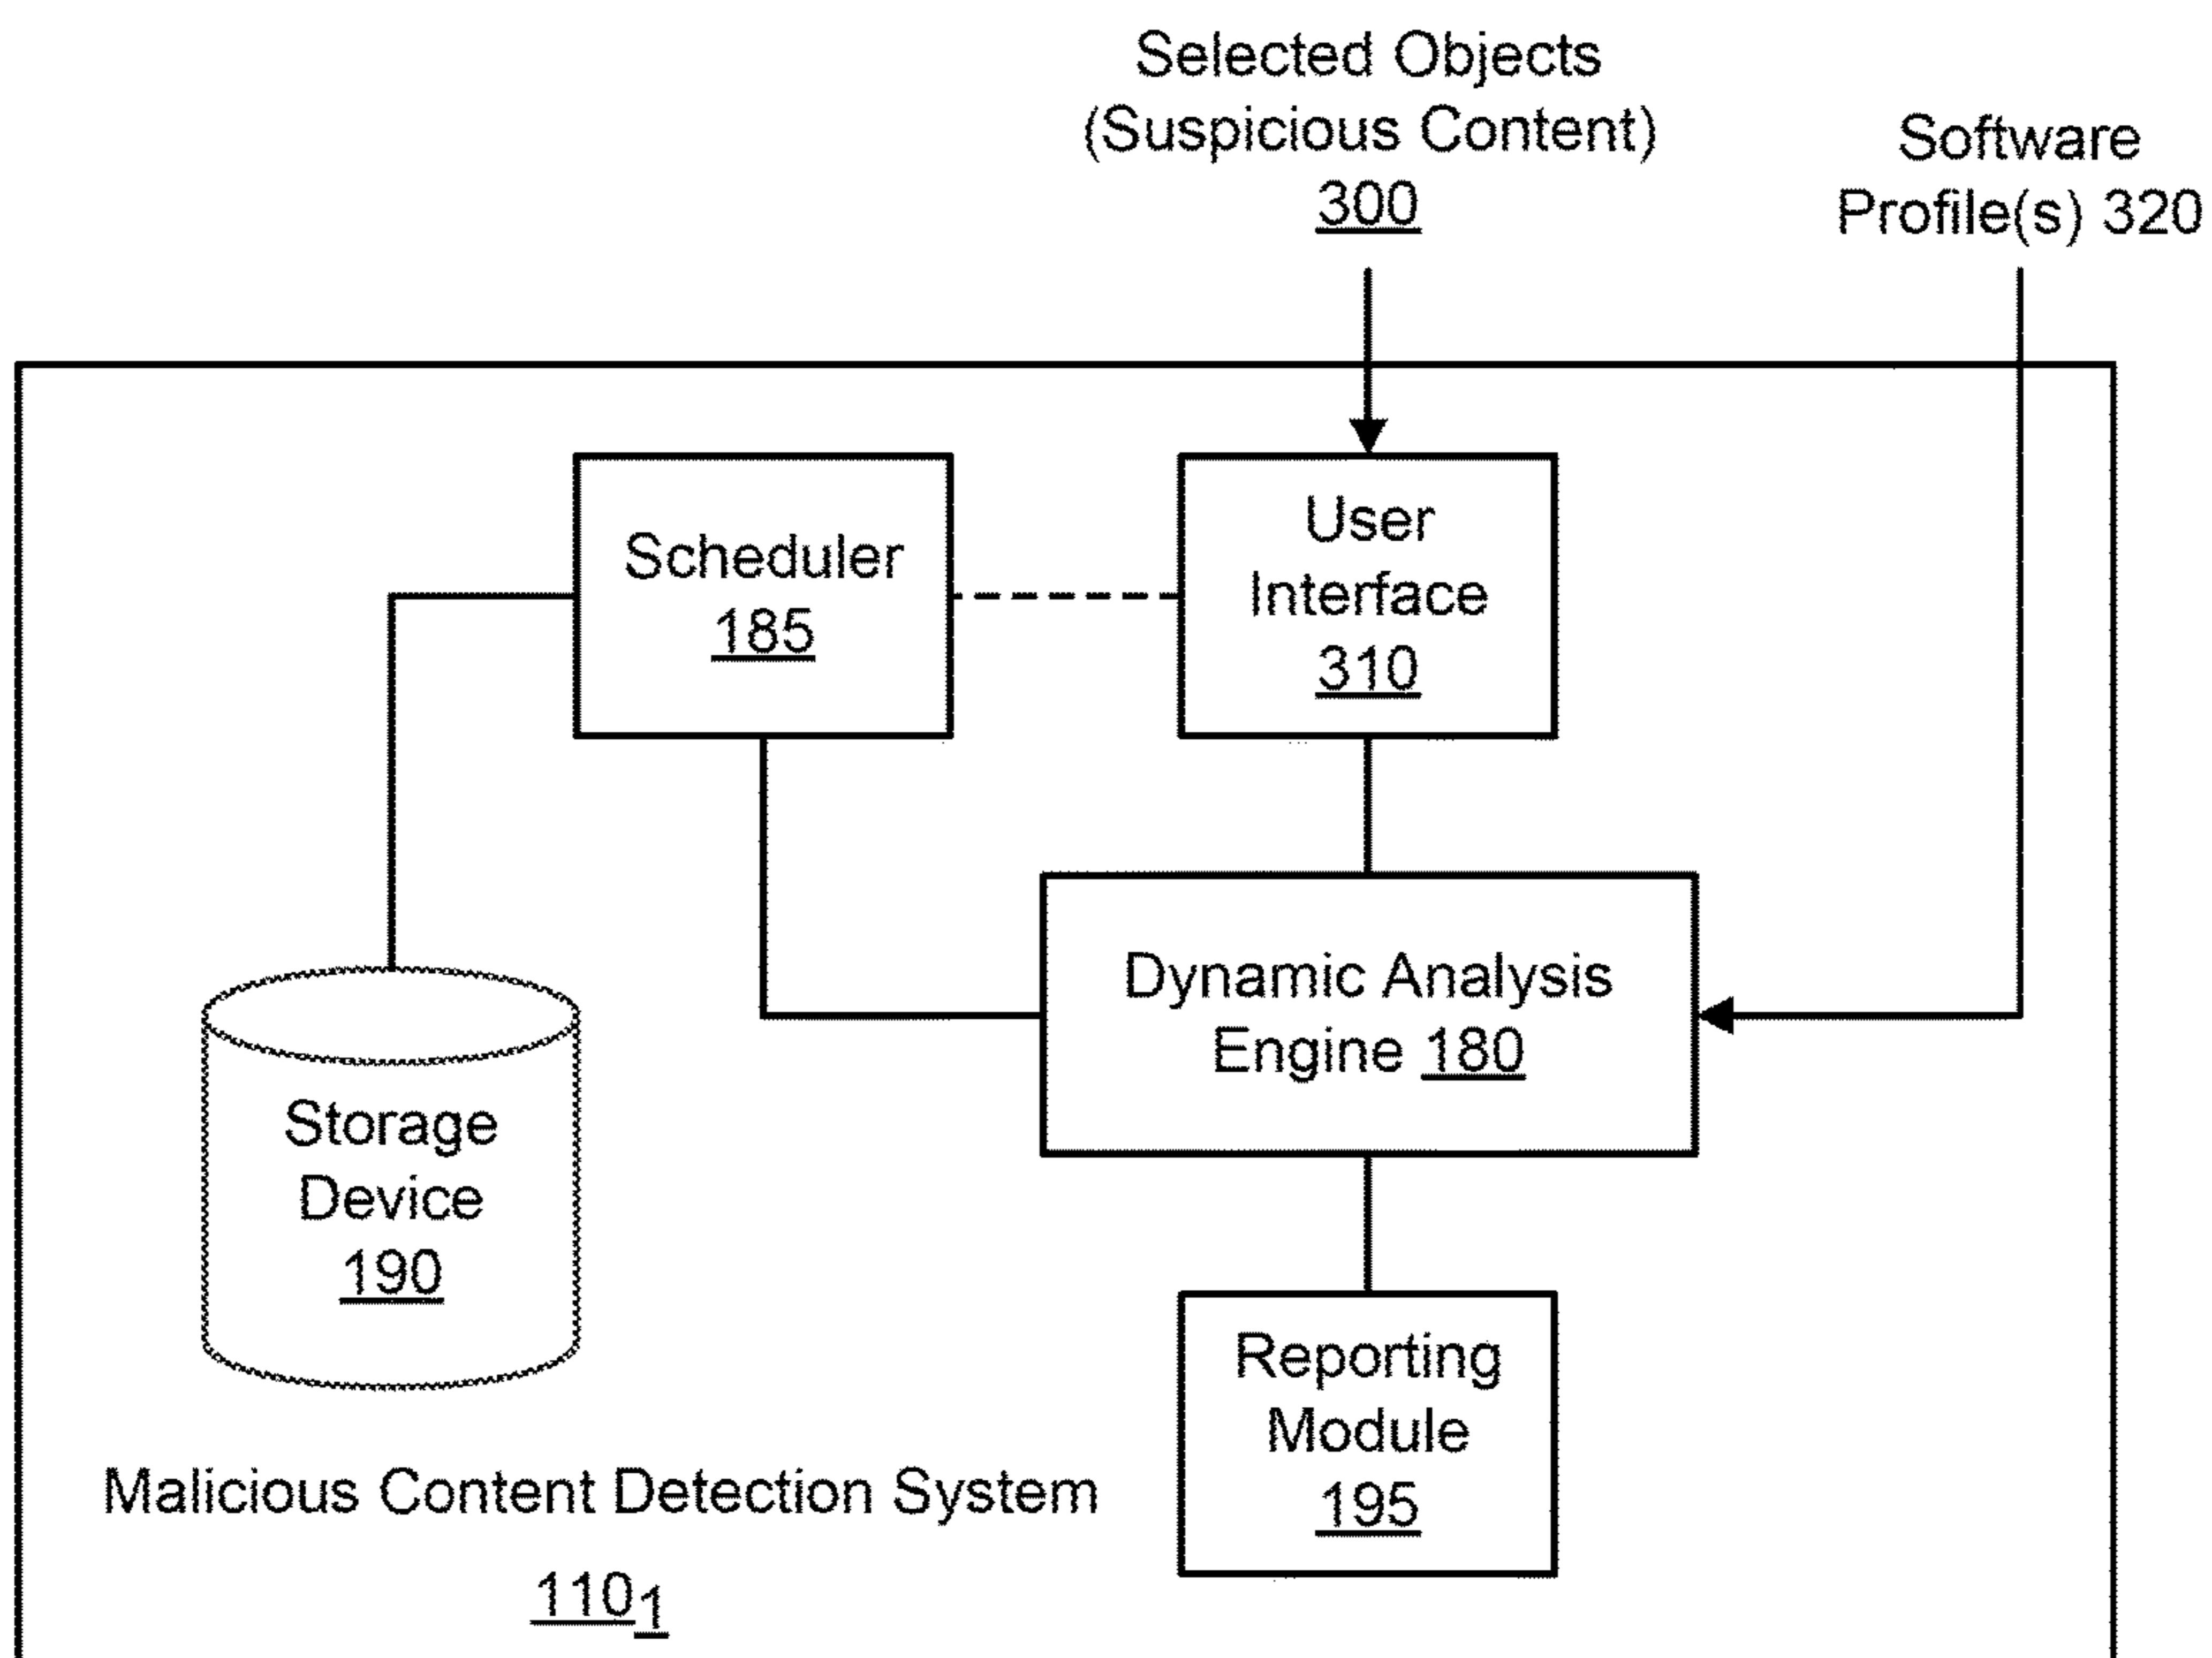 Selected Objects
(Suspicious Content)
300
Software
Profile(s) 320
Scheduler
185
User
Interface
310
Dynamic Analysis
Engine 180
Storage
Device
190
Reporting
Module
195
Malicious Content Detection System
110₁